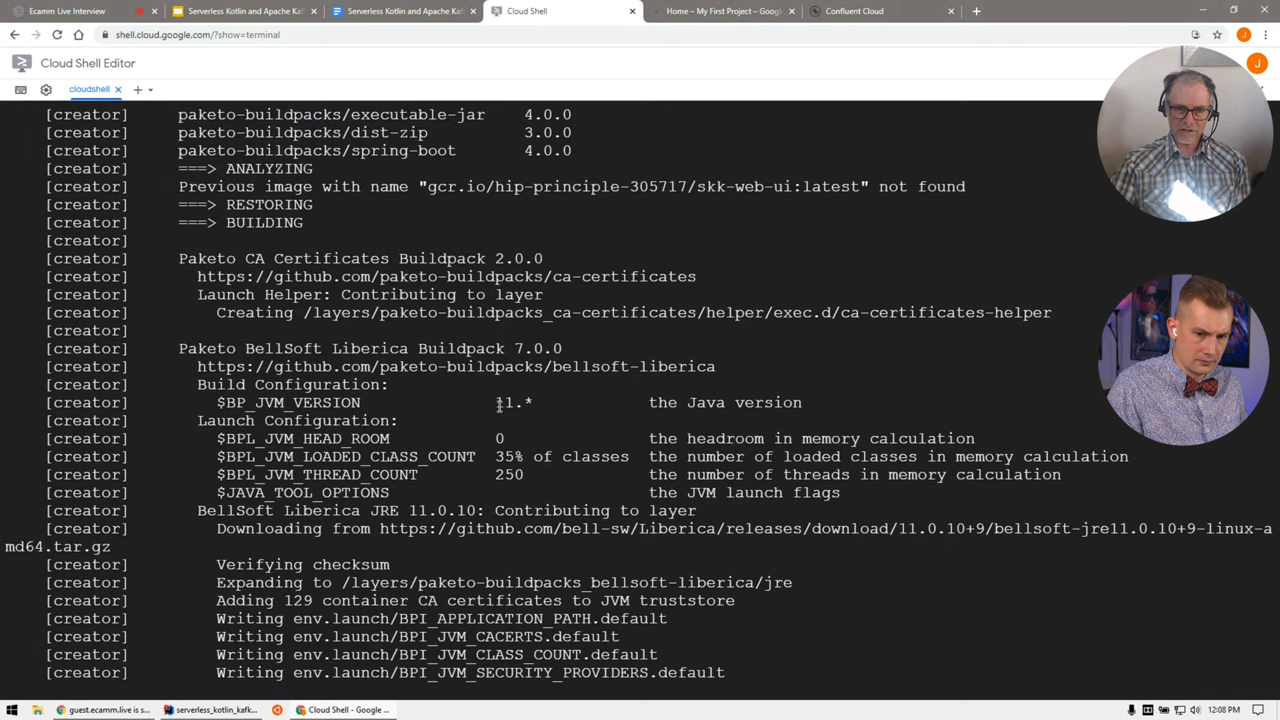 Ecamm Live Interview
Serverless Kotlin and Apache Ka
Serverless Kotlin and Apache Ka
Cloud Shell
Home – My First Project – Goog
Confluent Cloud
shell.cloud.google.com/?show=terminal
J
Cloud Shell Editor
J
cloudshell
[creator] paketo-buildpacks/executable-jar 4.0.0
[creator] paketo-buildpacks/dist-zip 3.0.0
[creator] paketo-buildpacks/spring-boot 4.0.0
[creator] ===> ANALYZING
[creator] Previous image with name "gcr.io/hip-principle-305717/skk-web-ui:latest" not found
[creator] ===> RESTORING
[creator] ===> BUILDING
[creator]
[creator] Paketo CA Certificates Buildpack 2.0.0
[creator] https://github.com/paketo-buildpacks/ca-certificates
[creator] Launch Helper: Contributing to layer
[creator] Creating /layers/paketo-buildpacks_ca-certificates/helper/exec.d/ca-certificates-helper
[creator]
[creator] Paketo BellSoft Liberica Buildpack 7.0.0
[creator] https://github.com/paketo-buildpacks/bellsoft-liberica
[creator] Build Configuration:
[creator] $BP_JVM_VERSION 11.* the Java version
[creator] Launch Configuration:
[creator] $BPL_JVM_HEAD_ROOM 0 the headroom in memory calculation
[creator] $BPL_JVM_LOADED_CLASS_COUNT 35% of classes the number of loaded classes in memory calculation
[creator] $BPL_JVM_THREAD_COUNT 250 the number of threads in memory calculation
[creator] $JAVA_TOOL_OPTIONS the JVM launch flags
[creator] BellSoft Liberica JRE 11.0.10: Contributing to layer
[creator] Downloading from https://github.com/bell-sw/Liberica/releases/download/11.0.10+9/bellsoft-jre11.0.10+9-linux-a
md64.tar.gz
[creator] Verifying checksum
[creator] Expanding to /layers/paketo-buildpacks_bellsoft-liberica/jre
[creator] Adding 129 container CA certificates to JVM truststore
[creator] Writing env.launch/BPI_APPLICATION_PATH.default
[creator] Writing env.launch/BPI_JVM_CACERTS.default
[creator] Writing env.launch/BPI_JVM_CLASS_COUNT.default
[creator] Writing env.launch/BPI_JVM_SECURITY_PROVIDERS.default
guest.ecamm.live is s...
serverless_kotlin_kafk...
Cloud Shell - Google ...
12:08 PM